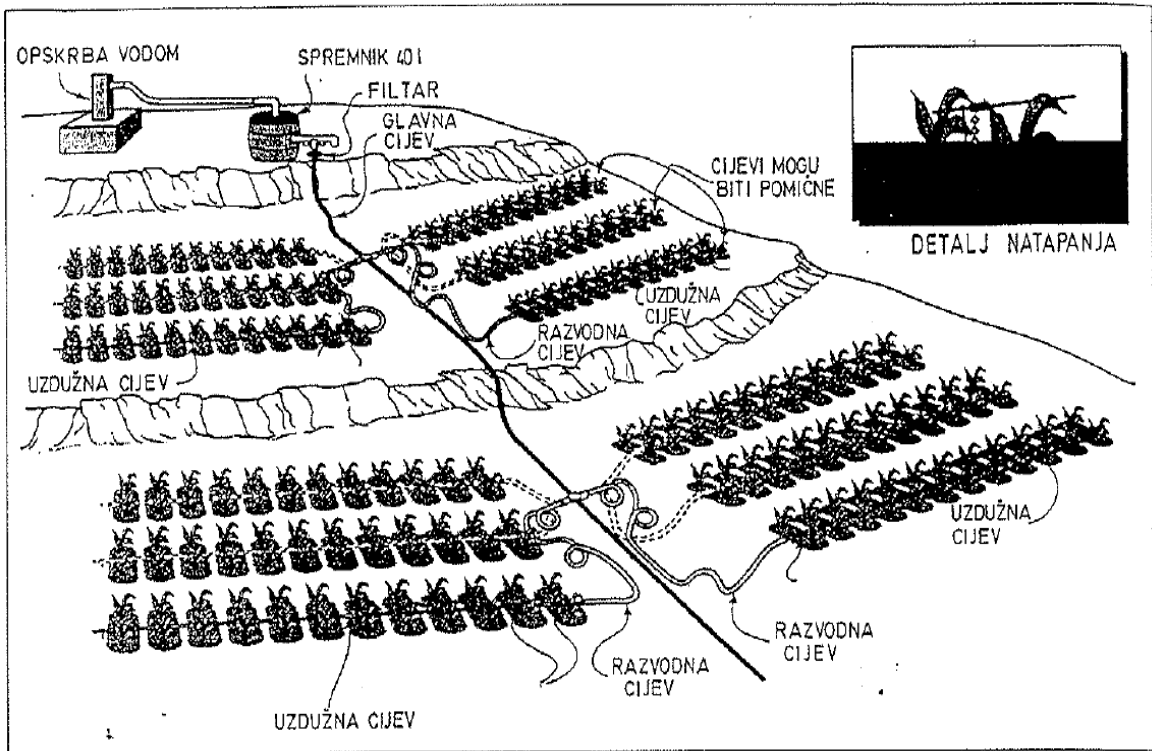 OPSKRBA VODOM
SPREMNIK 40 l
FILTAR
GLAVNA
CIJEV
CIJEVI MOGU
BITI POMIČNE
DETALJ NATAPANJA
UZDUŽNA
CIJEV
RAZVODNA
CIJEV
UZDUŽNA CIJEV
UZDUŽNA
CIJEV
RAZVODNA
CIJEV
RAZVODNA
CIJEV
UZDUŽNA CIJEV